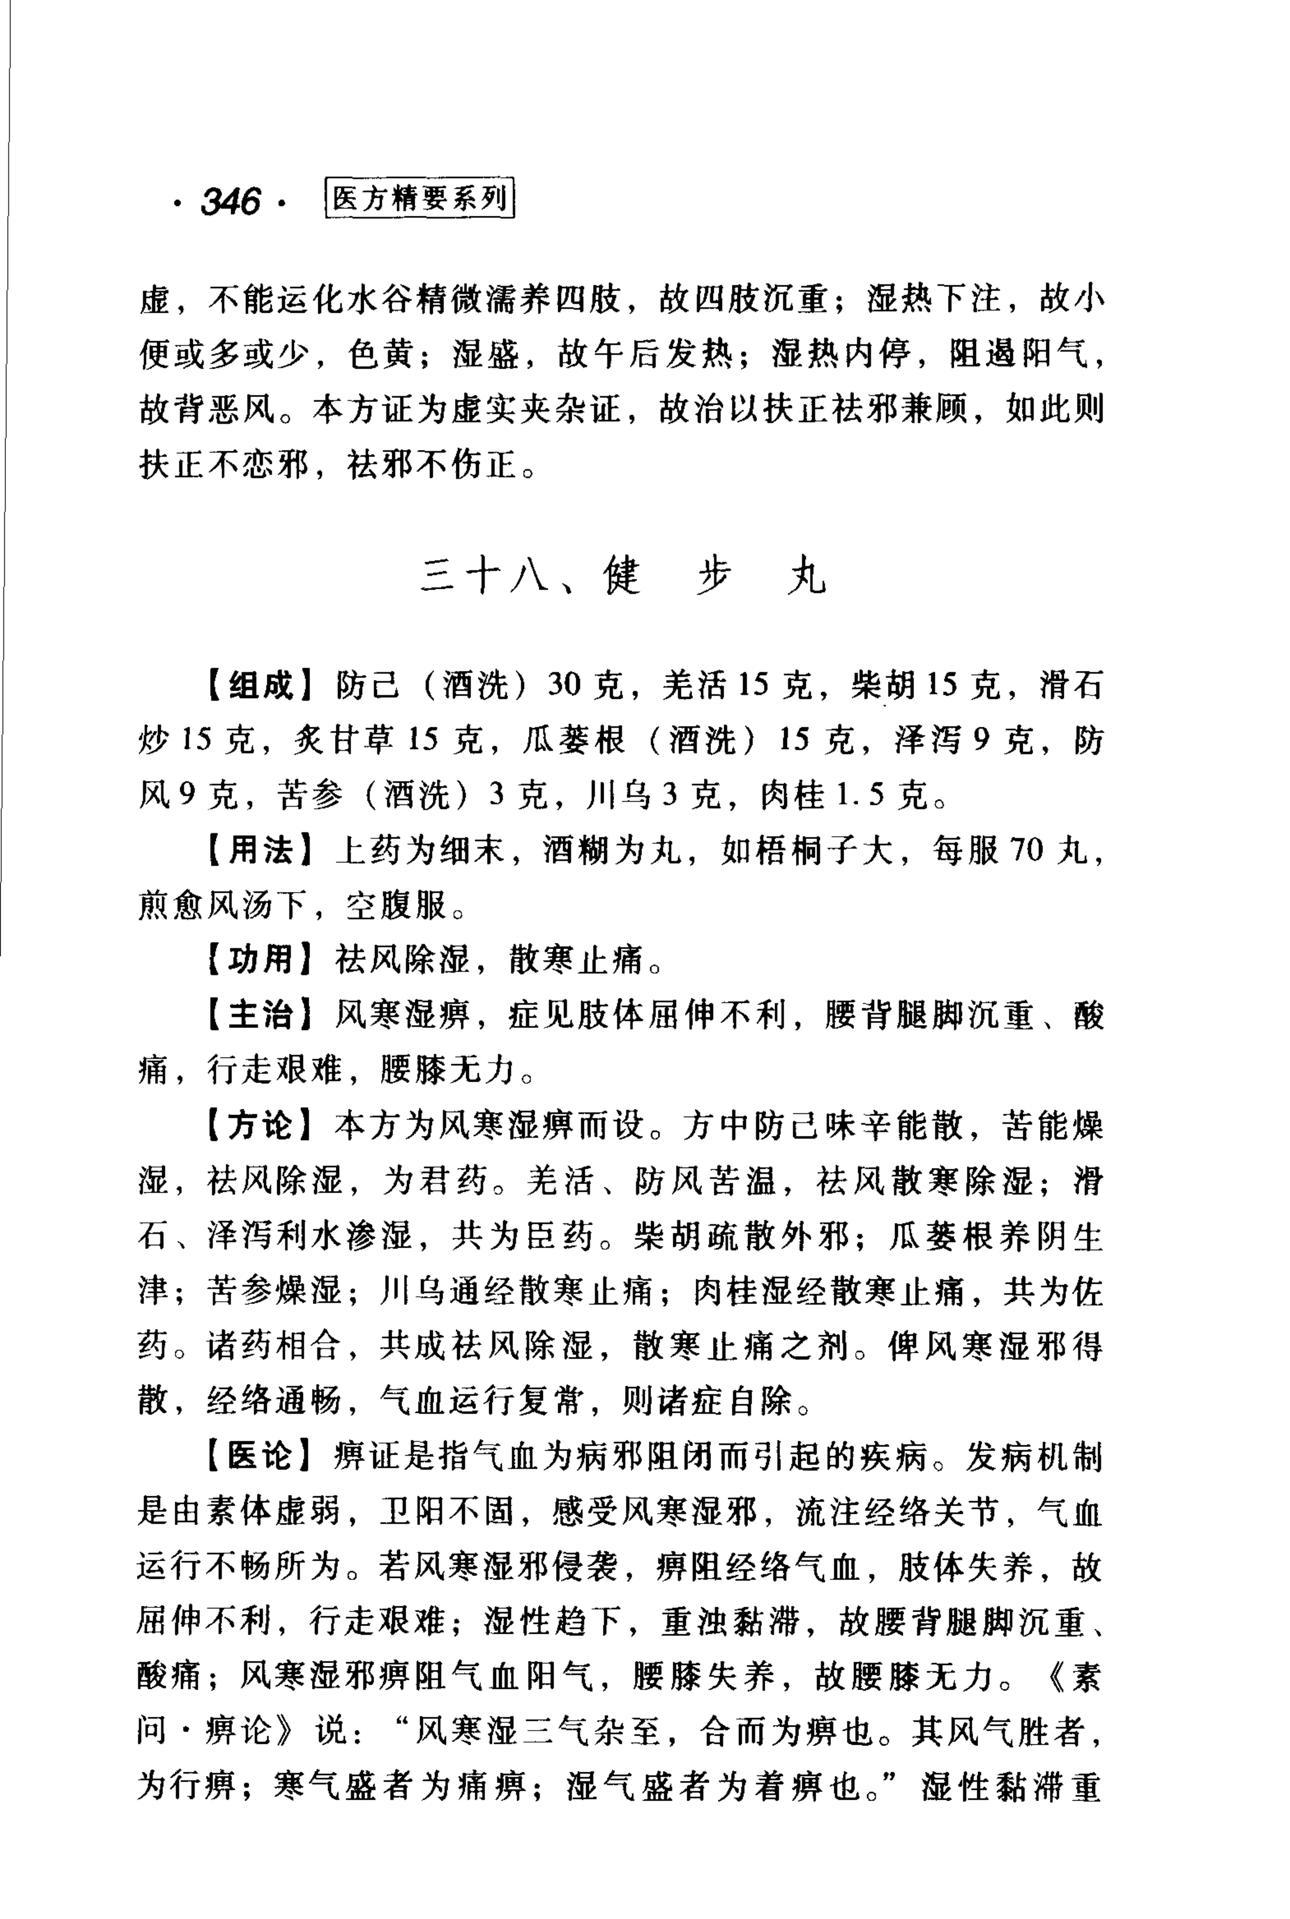 ·346· 医方精要系列
虚，不能运化水谷精微濡养四肢，故四肢沉重；湿热下注，故小
便或多或少，色黄；湿盛，故午后发热；湿热内停，阻遏阳气，
故背恶风。本方证为虚实夹杂证，故治以扶正祛邪兼顾，如此则
扶正不恋邪，祛邪不伤正。
三十八、健 步 丸
【组成】防己（酒洗）30 克，羌活 15 克，柴胡 15 克，滑石
炒 15 克，炙甘草 15 克，瓜蒌根（酒洗）15 克，泽泻 9 克，防
风 9 克，苦参（酒洗）3 克，川乌 3 克，肉桂 1.5 克。
【用法】上药为细末，酒糊为丸，如梧桐子大，每服 70 丸，
煎愈风汤下，空腹服。
【功用】祛风除湿，散寒止痛。
【主治】风寒湿痹，症见肢体屈伸不利，腰背腿脚沉重、酸
痛，行走艰难，腰膝无力。
【方论】本方为风寒湿痹而设。方中防己味辛能散，苦能燥
湿，祛风除湿，为君药。羌活、防风苦温，祛风散寒除湿；滑
石、泽泻利水渗湿，共为臣药。柴胡疏散外邪；瓜蒌根养阴生
津；苦参燥湿；川乌通经散寒止痛；肉桂湿经散寒止痛，共为佐
药。诸药相合，共成祛风除湿，散寒止痛之剂。俾风寒湿邪得
散，经络通畅，气血运行复常，则诸症自除。
【医论】痹证是指气血为病邪阻闭而引起的疾病。发病机制
是由素体虚弱，卫阳不固，感受风寒湿邪，流注经络关节，气血
运行不畅所为。若风寒湿邪侵袭，痹阻经络气血，肢体失养，故
屈伸不利，行走艰难；湿性趋下，重浊黏滞，故腰背腿脚沉重、
酸痛；风寒湿邪痹阻气血阳气，腰膝失养，故腰膝无力。《素
问·痹论》说：“风寒湿三气杂至，合而为痹也。其风气胜者，
为行痹；寒气盛者为痛痹；湿气盛者为着痹也。”湿性黏滞重